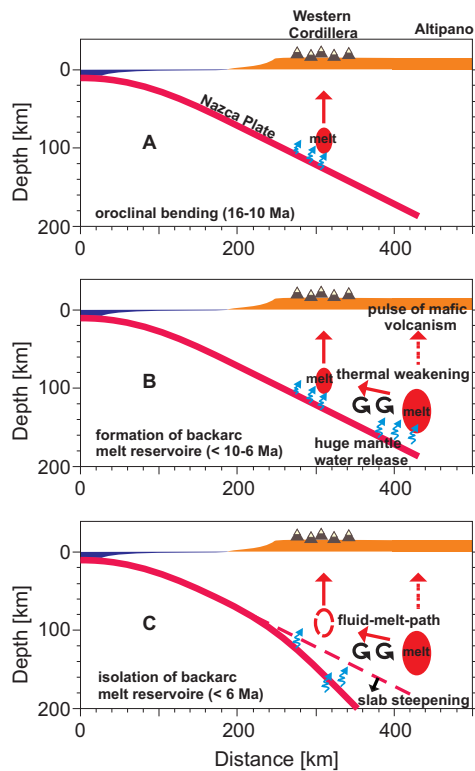 Western
Cordillera
Altipano
0
100
200
Depth [km]
Nazca Plate
melt
A
oroclinal bending (16-10 Ma)
0
200
400
0
100
200
Depth [km]
pulse of mafic
volcanism
melt
thermal weakening
B
melt
formation of backarc
melt reservoire (< 10-6 Ma)
huge mantle
water release
0
200
400
0
100
200
Depth [km]
C
fluid-melt-path
melt
isolation of backarc
melt reservoire (< 6 Ma)
slab steepening
0
200
400
Distance [km]